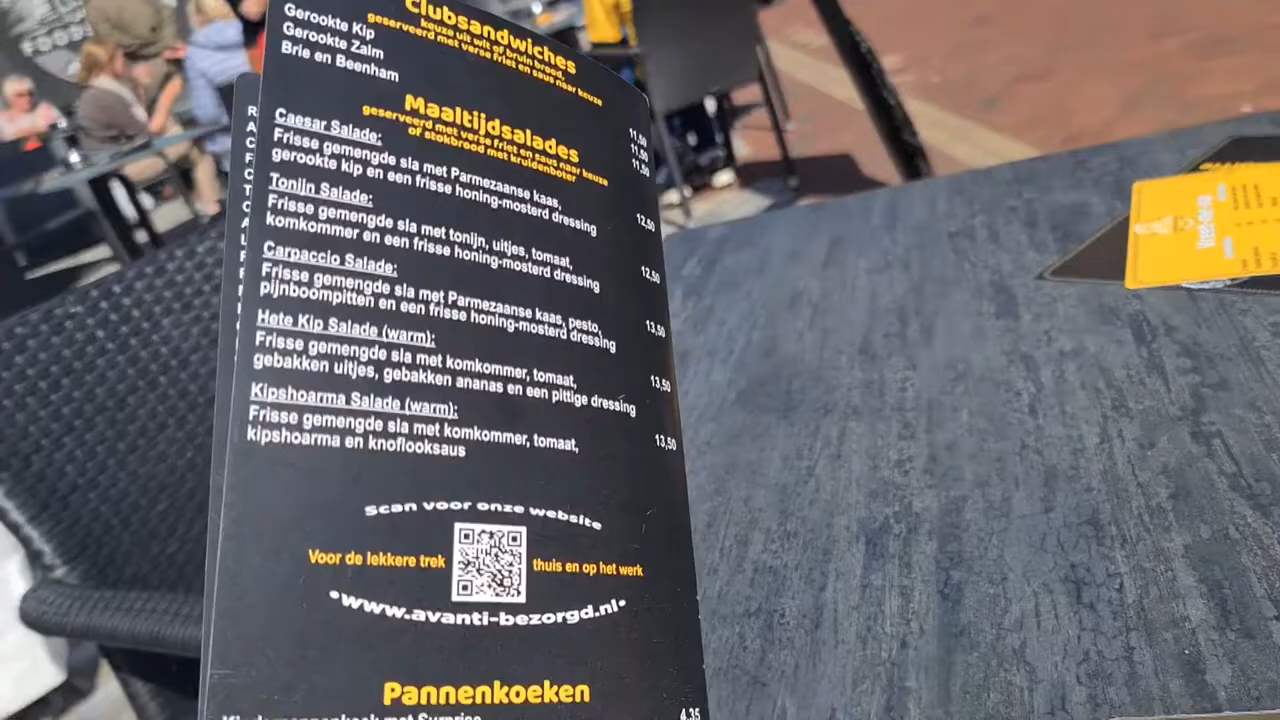 Clubsandwiches
keuze uit wit of bruin brood,
geserveerd met verse friet en saus naar keuze
Gerookte Kip 11,50
Gerookte Zalm 11,50
Brie en Beenham 11,50
Maaltijdsalades
geserveerd met verse friet en saus naar keuze
of stokbrood met kruidenboter
Caesar Salade:
Frisse gemengde sla met Parmezaanse kaas,
gerookte kip en een frisse honing-mosterd dressing 12,50
Tonijn Salade:
Frisse gemengde sla met tonijn, uitjes, tomaat,
komkommer en een frisse honing-mosterd dressing 12,50
Carpaccio Salade:
Frisse gemengde sla met Parmezaanse kaas, pesto,
pijnboompitten en een frisse honing-mosterd dressing 13,50
Hete Kip Salade (warm):
Frisse gemengde sla met komkommer, tomaat,
gebakken uitjes, gebakken ananas en een pittige dressing 13,50
Kipshoarma Salade (warm):
Frisse gemengde sla met komkommer, tomaat,
kipshoarma en knoflooksaus 13,50
Scan voor onze website
Voor de lekkere trek thuis en op het werk
•www.avanti-bezorgd.nl•
Pannenkoeken
Kinderpannenkoek met Surprise 4,35